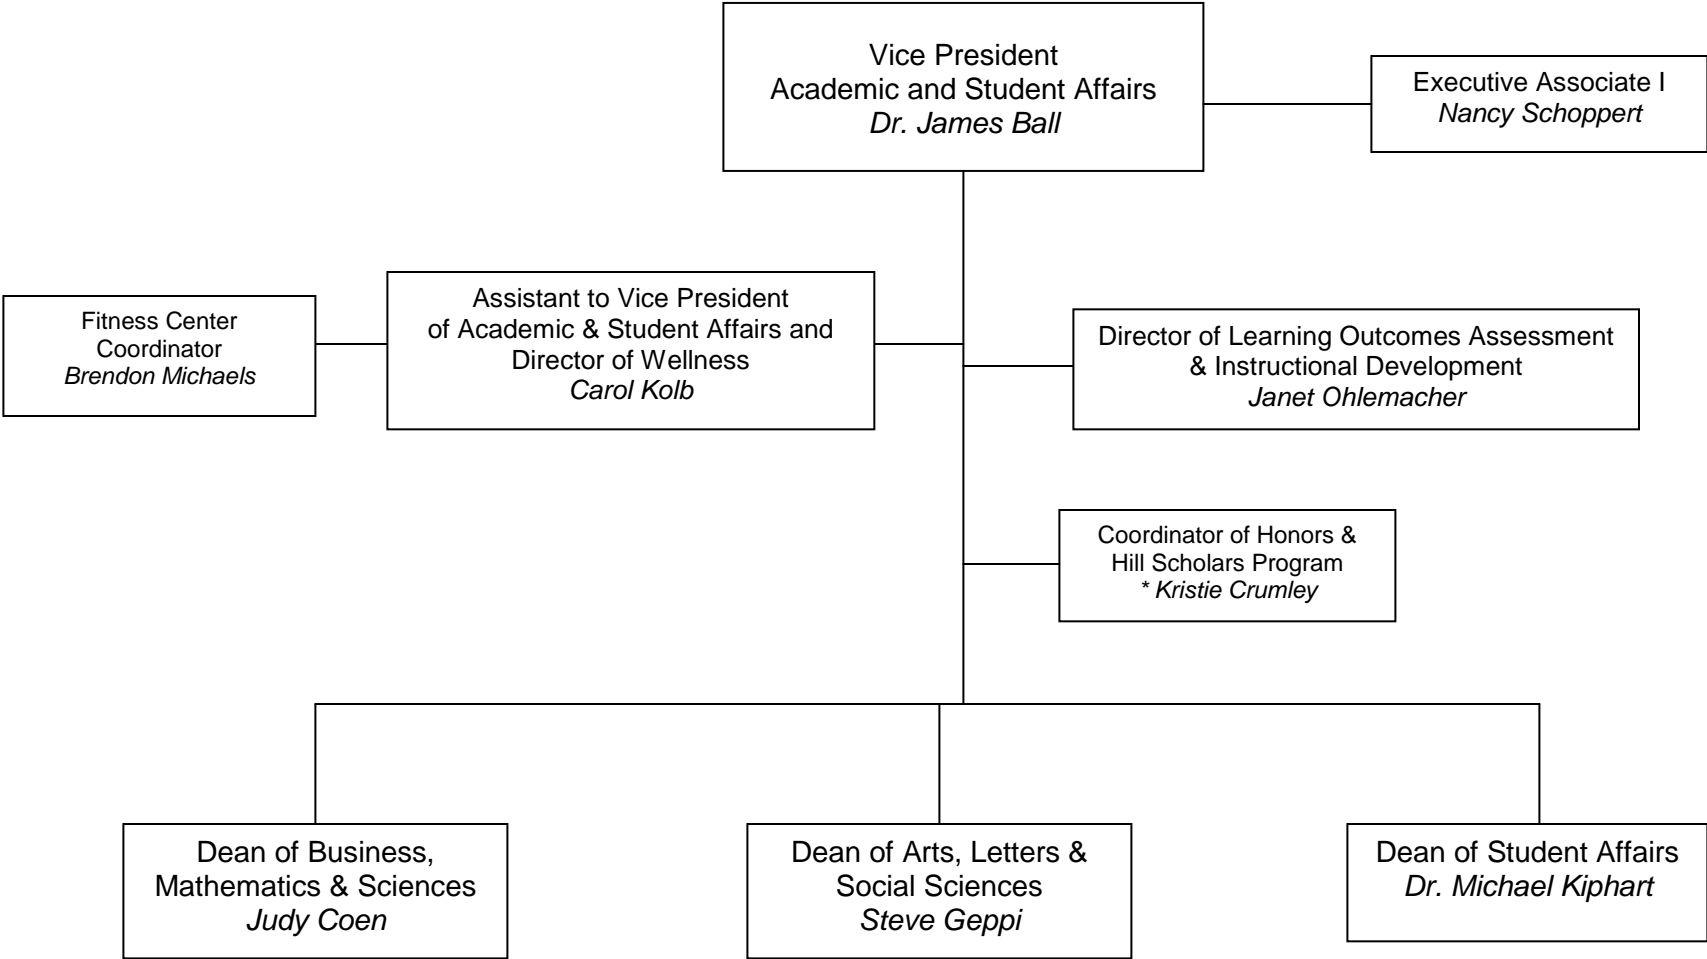 Vice President
Academic and Student Affairs
Dr. James Ball
Executive Associate I
Nancy Schoppert
Fitness Center
Coordinator
Brendon Michaels
Assistant to Vice President
of Academic & Student Affairs and
Director of Wellness
Carol Kolb
Director of Learning Outcomes Assessment
& Instructional Development
Janet Ohlemacher
Coordinator of Honors &
Hill Scholars Program
* Kristie Crumley
Dean of Business,
Mathematics & Sciences
Judy Coen
Dean of Arts, Letters &
Social Sciences
Steve Geppi
Dean of Student Affairs
Dr. Michael Kiphart